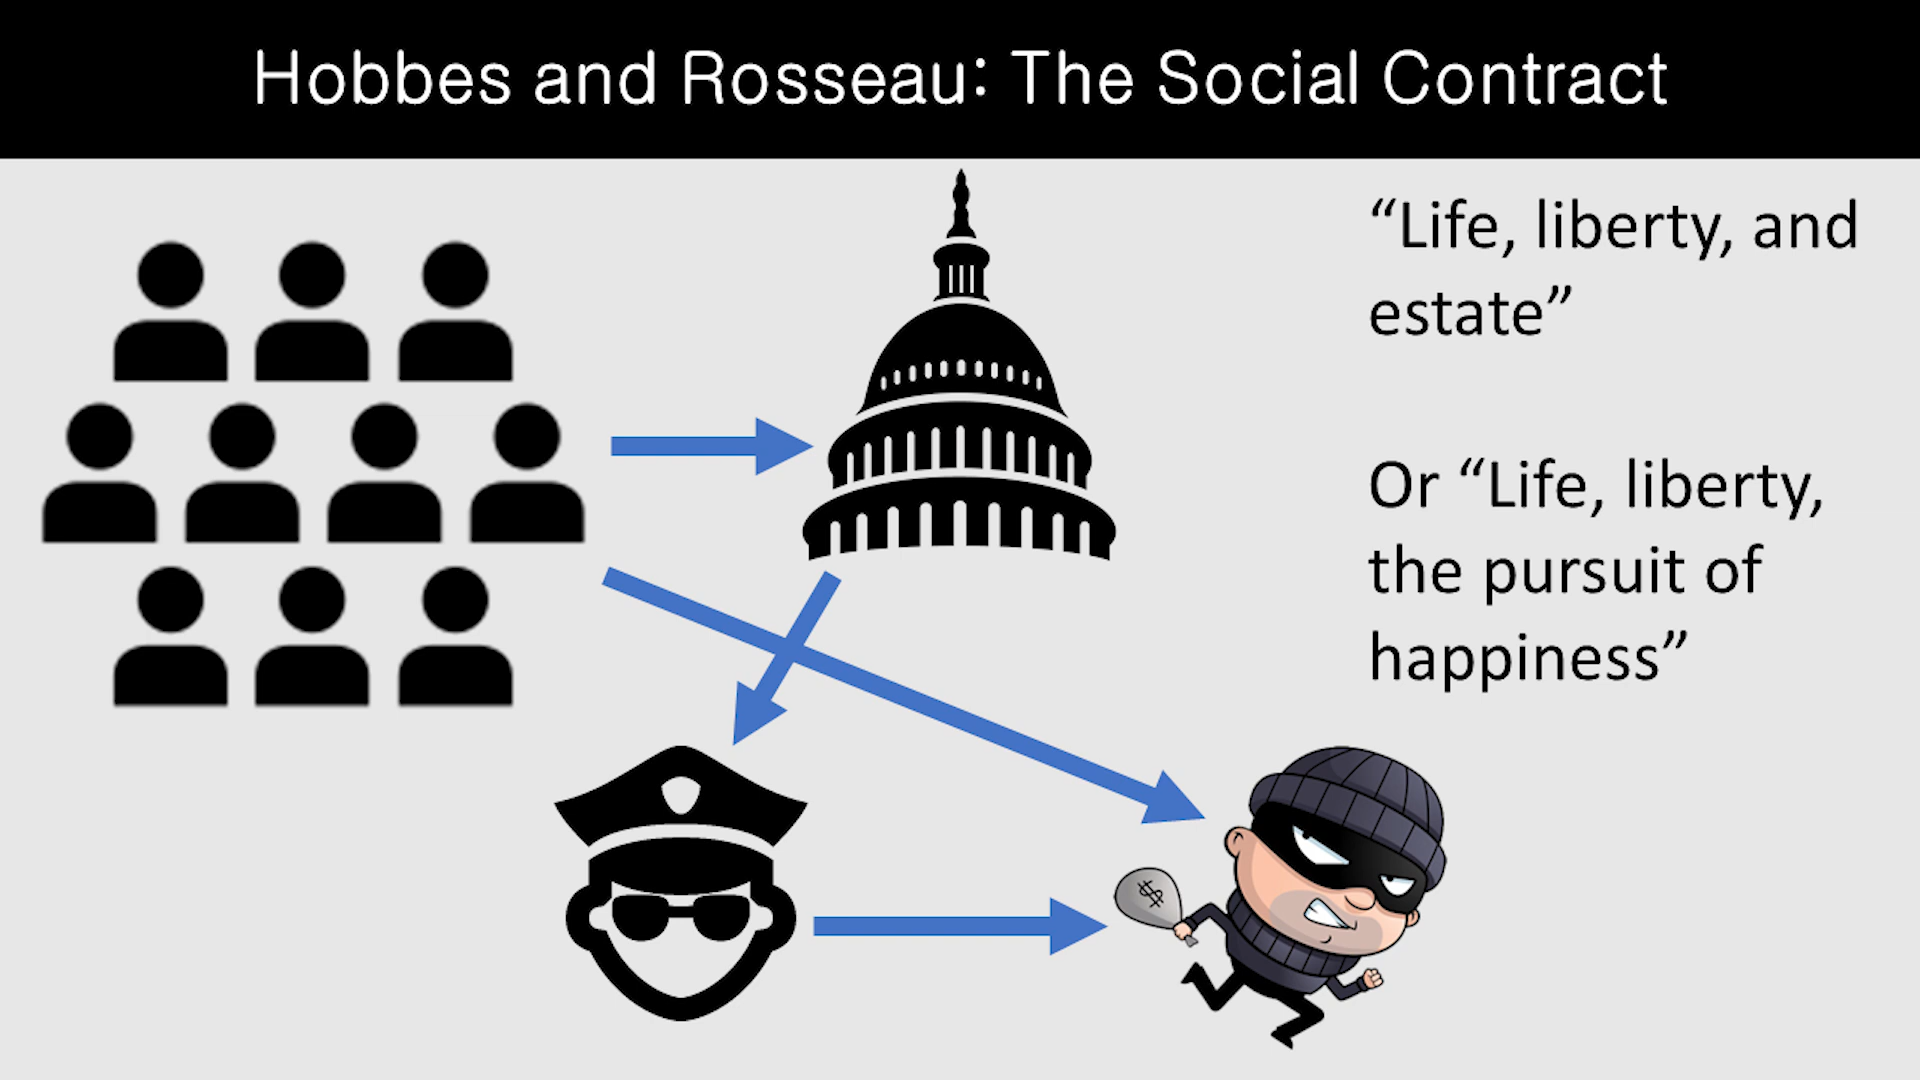 Hobbes and Rosseau: The Social Contract
“Life, liberty, and
estate”
Or “Life, liberty,
the pursuit of
happiness”
$